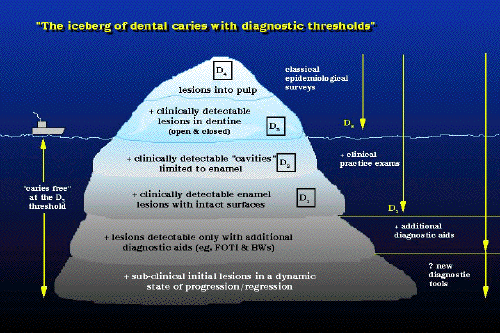 "The iceberg of dental caries with diagnostic thresholds"
D4
lesions into pulp
+ clinically detectable
lesions in dentine
(open & closed)
D3
+ clinically detectable "cavities"
limited to enamel
D2
+ clinically detectable enamel
lesions with intact surfaces
D1
+ lesions detectable only with additional
diagnostic aids (eg, FOTI & BWs)
+ sub-clinical initial lesions in a dynamic
state of progression/regression
"caries free"
at the D3
threshold
classical
epidemiological
surveys
D3
+ clinical
practice exams
D1
+ additional
diagnostic aids
? new
diagnostic
tools